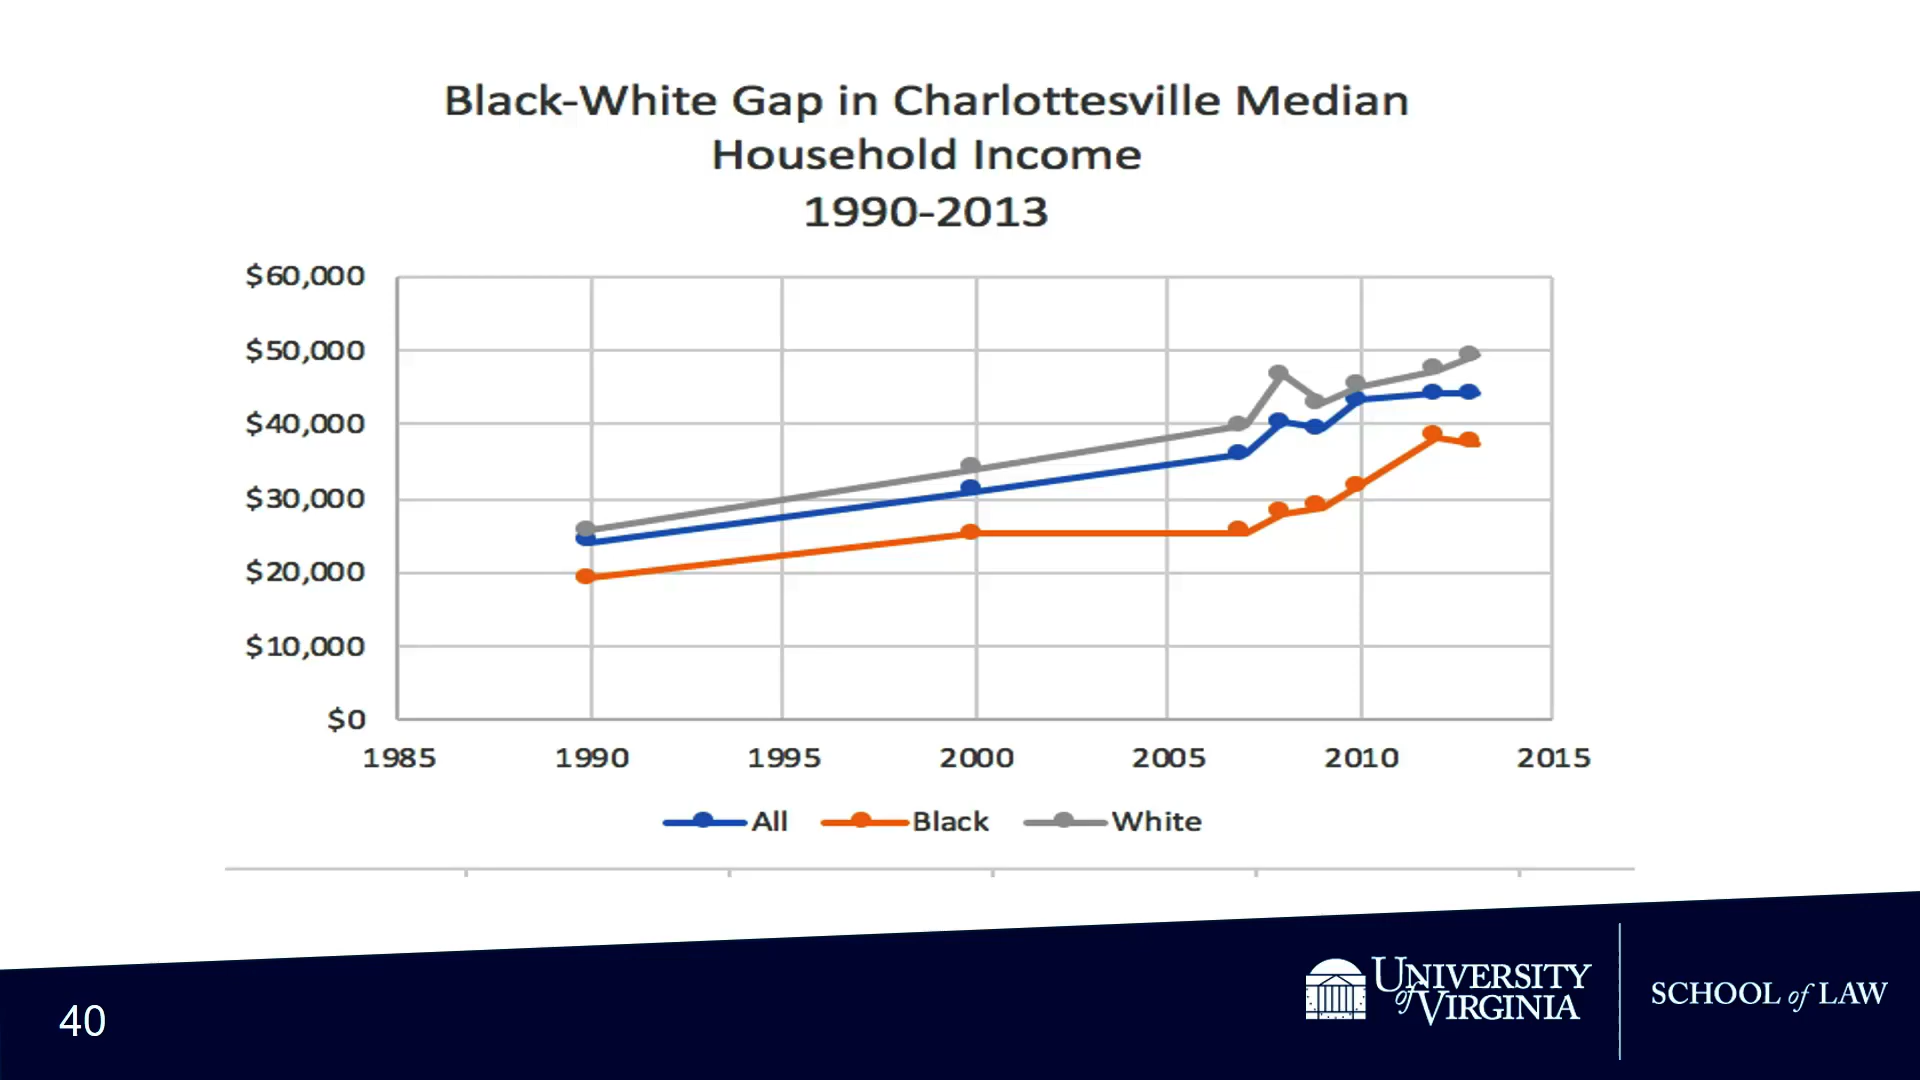 Black-White Gap in Charlottesville Median
Household Income
1990-2013
$60,000
$50,000
$40,000
$30,000
$20,000
$10,000
$0
1985 1990 1995 2000 2005 2010 2015
All Black White
40
UNIVERSITY
of VIRGINIA
SCHOOL of LAW